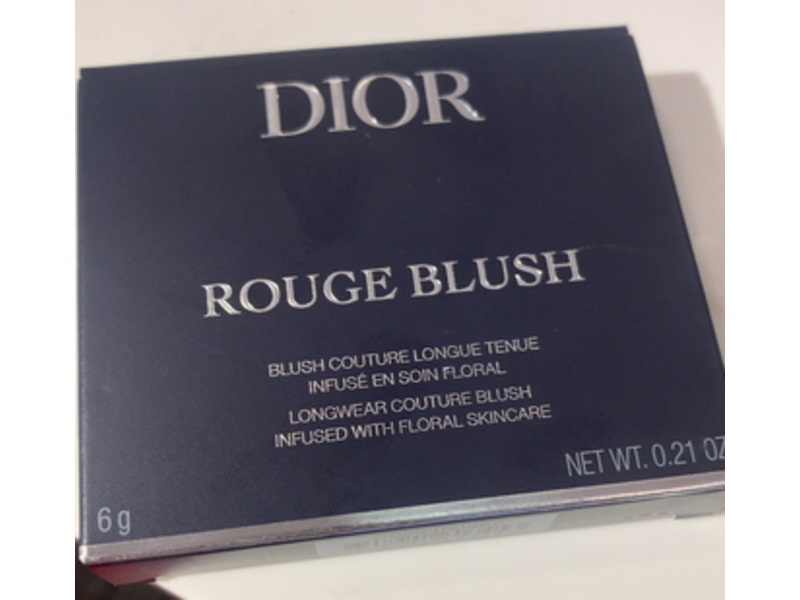 DIOR
ROUGE BLUSH
BLUSH COUTURE LONGUE TENUE
INFUSÉ EN SOIN FLORAL
LONGWEAR COUTURE BLUSH
INFUSED WITH FLORAL SKINCARE
NET WT. 0.21 OZ
6 g